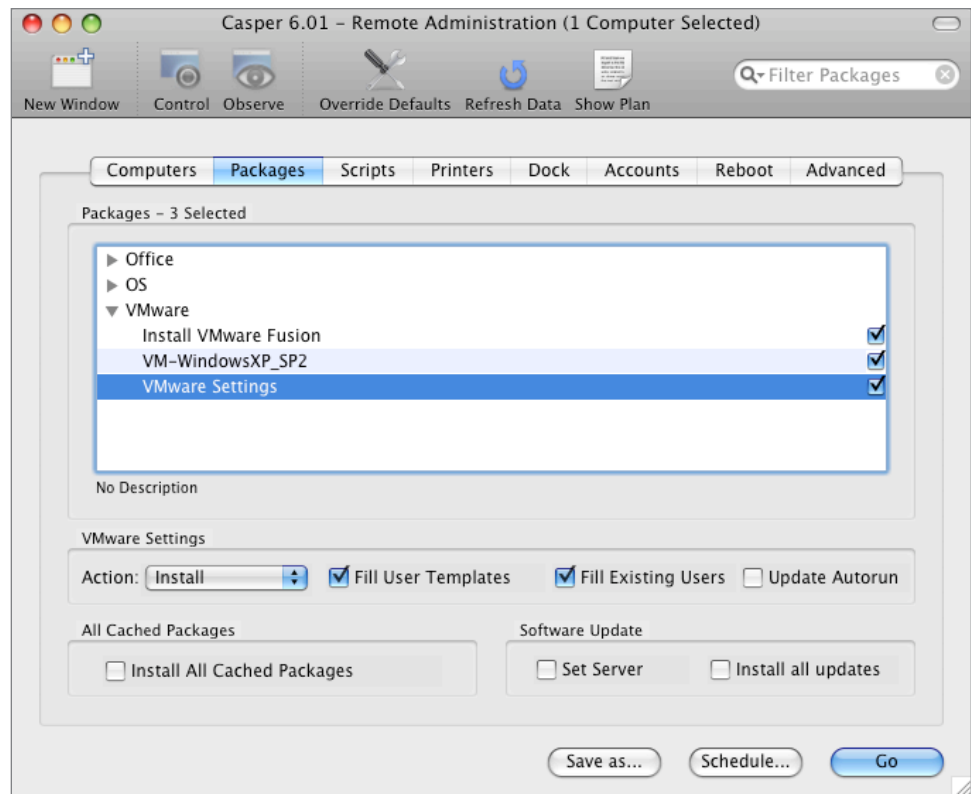 Casper 6.01 – Remote Administration (1 Computer Selected)
New Window Control Observe Override Defaults Refresh Data Show Plan Filter Packages
Computers Packages Scripts Printers Dock Accounts Reboot Advanced
Packages – 3 Selected
Office
OS
VMware
Install VMware Fusion
VM-WindowsXP_SP2
VMware Settings
No Description
VMware Settings
Action: Install Fill User Templates Fill Existing Users Update Autorun
All Cached Packages Software Update
Install All Cached Packages Set Server Install all updates
Save as... Schedule... Go